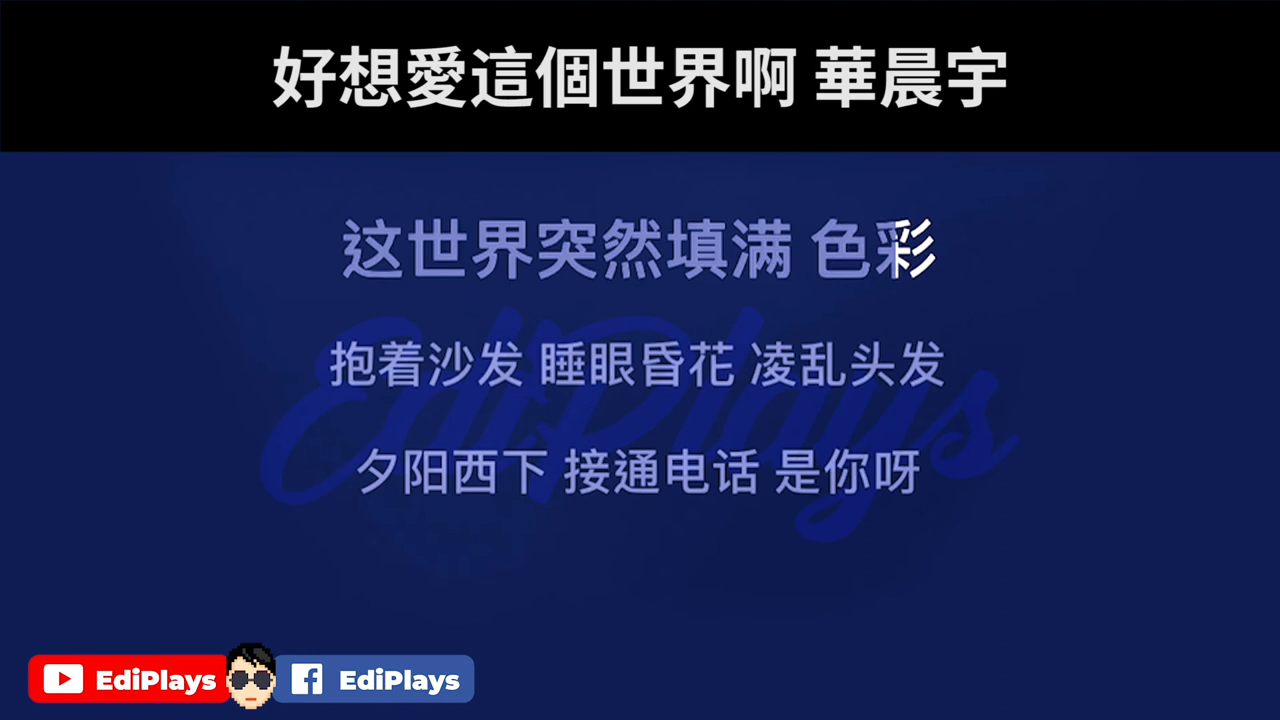 好想愛這個世界啊 華晨宇
这世界突然填满 色彩
抱着沙发 睡眼昏花 凌乱头发
夕阳西下 接通电话 是你呀
EdiPlays
EdiPlays EdiPlays